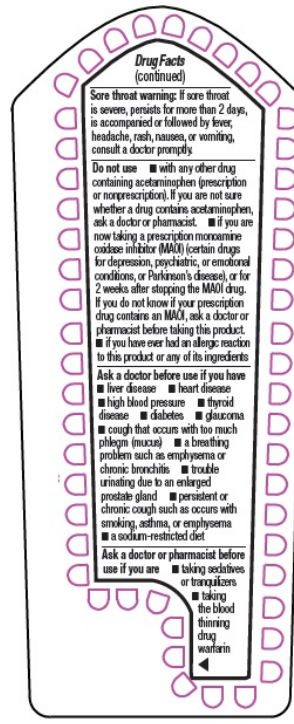 Drug Facts
(continued)
Sore throat warning: If sore throat
is severe, persists for more than 2 days,
is accompanied or followed by fever,
headache, rash, nausea, or vomiting,
consult a doctor promptly.
Do not use ■ with any other drug
containing acetaminophen (prescription
or nonprescription). If you are not sure
whether a drug contains acetaminophen,
ask a doctor or pharmacist. ■ if you are
now taking a prescription monoamine
oxidase inhibitor (MAOI) (certain drugs
for depression, psychiatric, or emotional
conditions, or Parkinson's disease), or for
2 weeks after stopping the MAOI drug.
If you do not know if your prescription
drug contains an MAOI, ask a doctor or
pharmacist before taking this product.
■ if you have ever had an allergic reaction
to this product or any of its ingredients
Ask a doctor before use if you have
■ liver disease ■ heart disease
■ high blood pressure ■ thyroid
disease ■ diabetes ■ glaucoma
■ cough that occurs with too much
phlegm (mucus) ■ a breathing
problem such as emphysema or
chronic bronchitis ■ trouble
urinating due to an enlarged
prostate gland ■ persistent or
chronic cough such as occurs with
smoking, asthma, or emphysema
■ a sodium-restricted diet
Ask a doctor or pharmacist before
use if you are ■ taking sedatives
or tranquilizers
■ taking
the blood
thinning
drug
warfarin